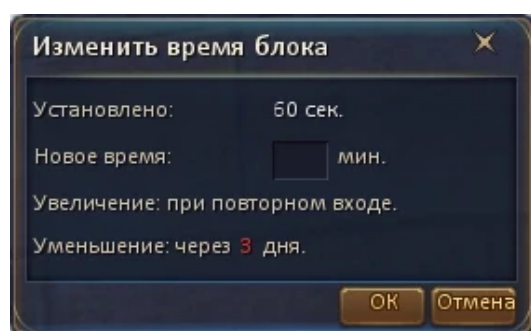 Изменить время блока
Установлено: 60 сек.
Новое время: мин.
Увеличение: при повторном входе.
Уменьшение: через 3 дня.
ОК Отмена